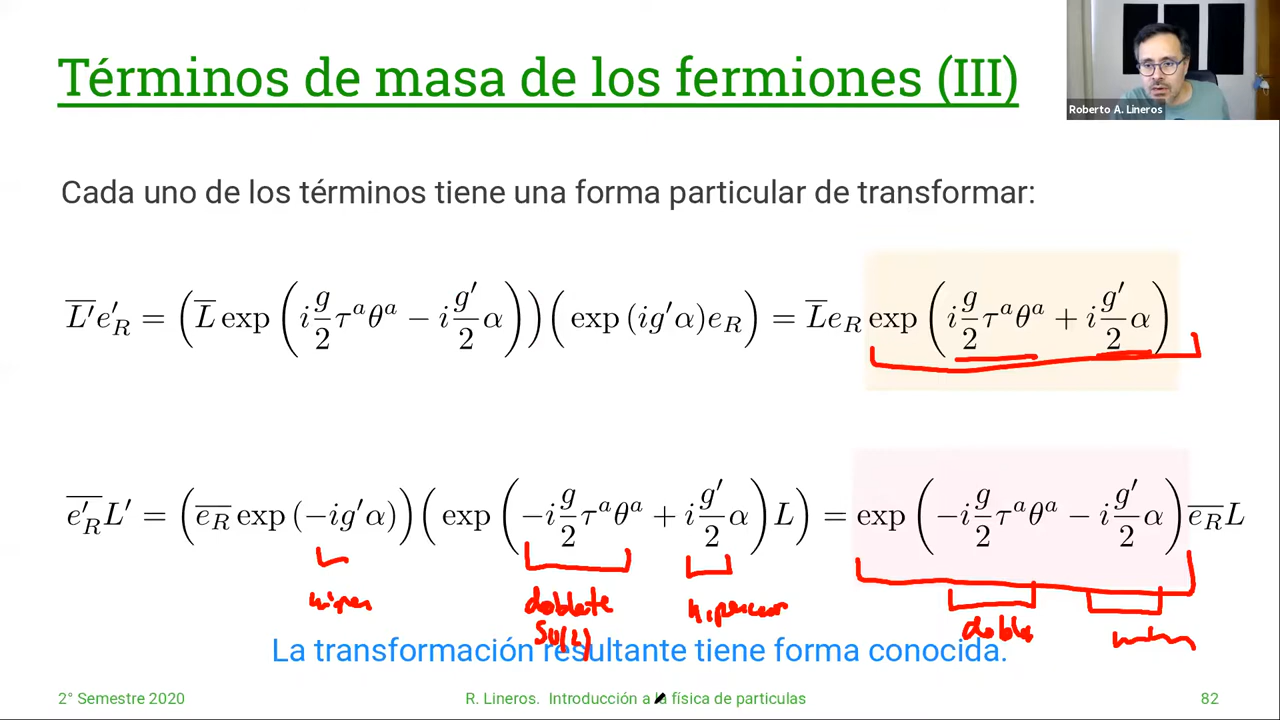 Términos de masa de los fermiones (III)
Roberto A. Lineros
Cada uno de los términos tiene una forma particular de transformar:
$\overline{L'}e'_R = \left(\overline{L}\exp\left(i\frac{g}{2}\tau^a\theta^a - i\frac{g'}{2}\alpha\right)\right)\left(\exp(ig'\alpha)e_R\right) = \overline{L}e_R\exp\left(i\frac{g}{2}\tau^a\theta^a + i\frac{g'}{2}\alpha\right)$
$\overline{e'_R}L' = \left(\overline{e_R}\exp(-ig'\alpha)\right)\left(\exp\left(-i\frac{g}{2}\tau^a\theta^a + i\frac{g'}{2}\alpha\right)L\right) = \exp\left(-i\frac{g}{2}\tau^a\theta^a - i\frac{g'}{2}\alpha\right)\overline{e_R}L$
doblete
SU(2)
La transformación resultante tiene forma conocida.
2° Semestre 2020
R. Lineros. Introducción a la física de particulas
82